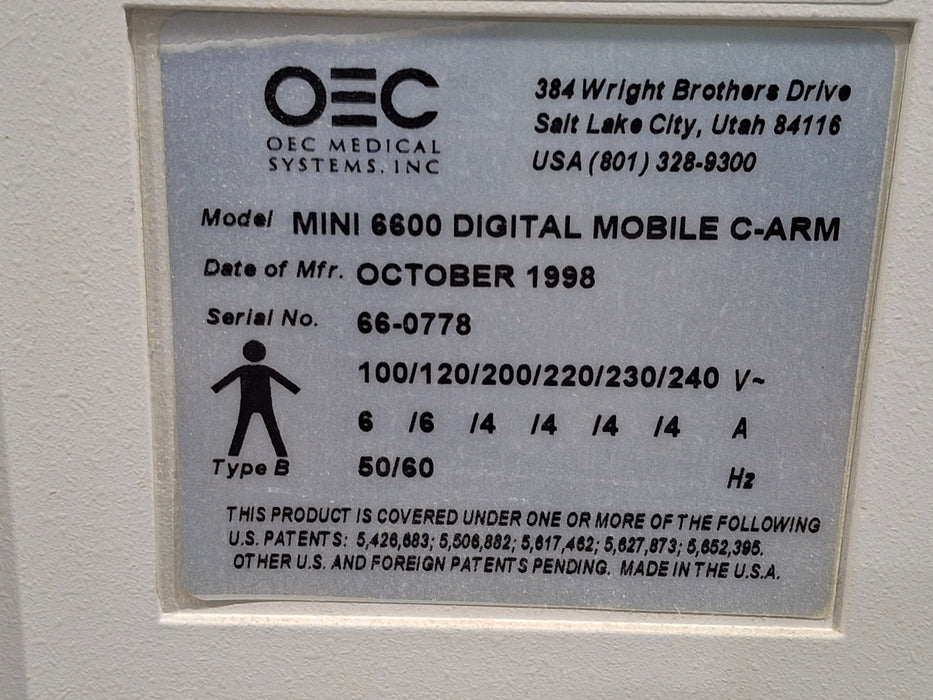 OEC
OEC MEDICAL
SYSTEMS, INC
384 Wright Brothers Drive
Salt Lake City, Utah 84116
USA (801) 328-9300
Model MINI 6600 DIGITAL MOBILE C-ARM
Date of Mfr. OCTOBER 1998
Serial No. 66-0778
100/120/200/220/230/240 V~
6 /6 /4 /4 /4 /4 A
Type B 50/60 Hz
THIS PRODUCT IS COVERED UNDER ONE OR MORE OF THE FOLLOWING
U.S. PATENTS: 5,426,683; 5,506,882; 5,617,462; 5,627,873; 5,652,395.
OTHER U.S. AND FOREIGN PATENTS PENDING. MADE IN THE U.S.A.